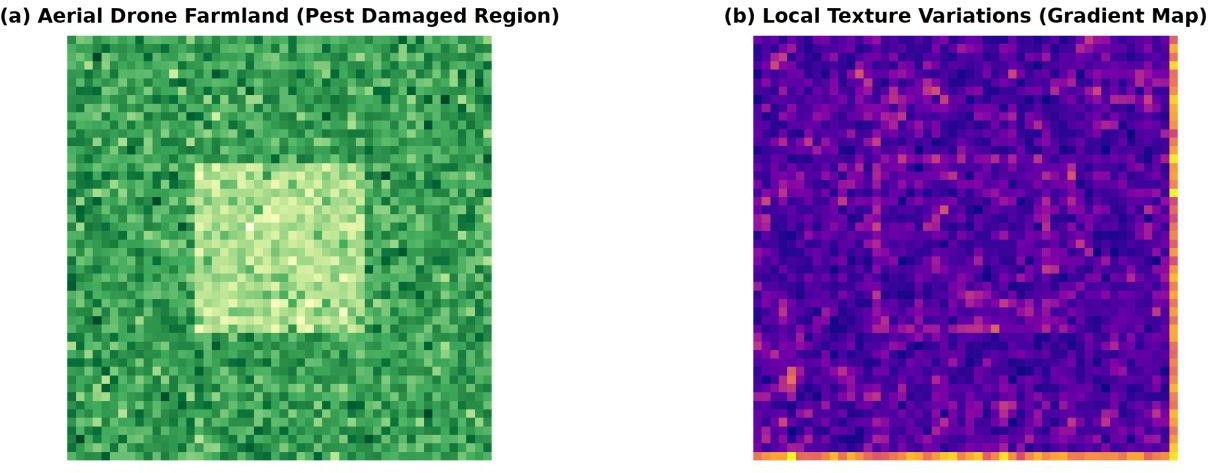 (a) Aerial Drone Farmland (Pest Damaged Region)
(b) Local Texture Variations (Gradient Map)